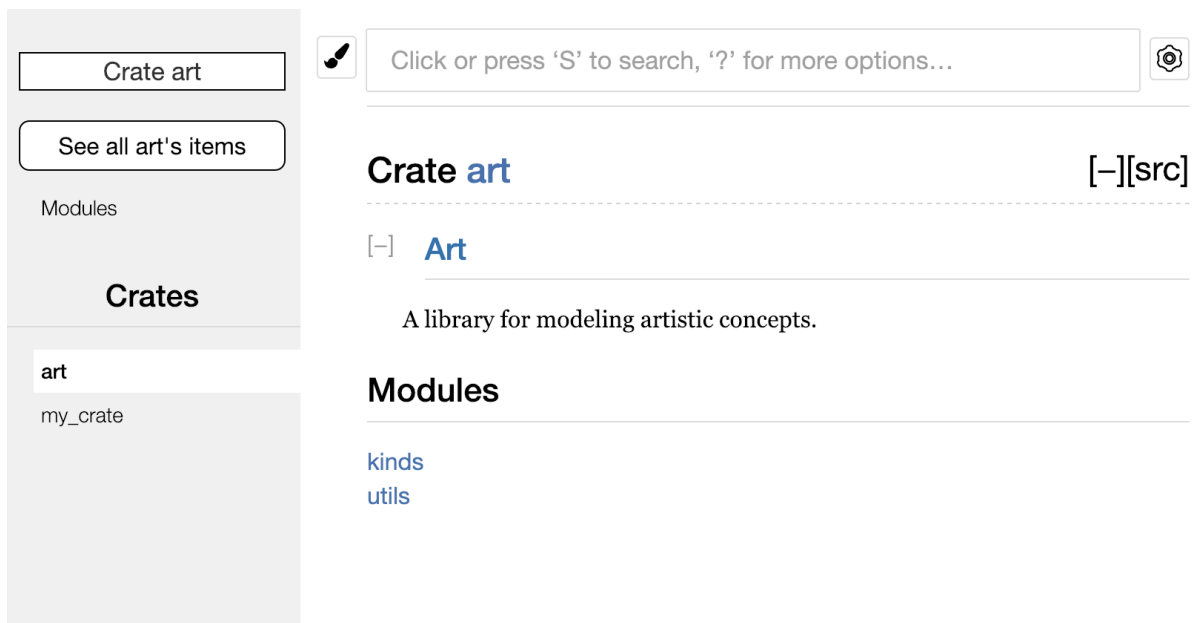 Crate art
See all art's items
Modules
Crates
art
my_crate
Click or press ‘S’ to search, ‘?’ for more options…
Crate art [−][src]
[−] Art
A library for modeling artistic concepts.
Modules
kinds
utils